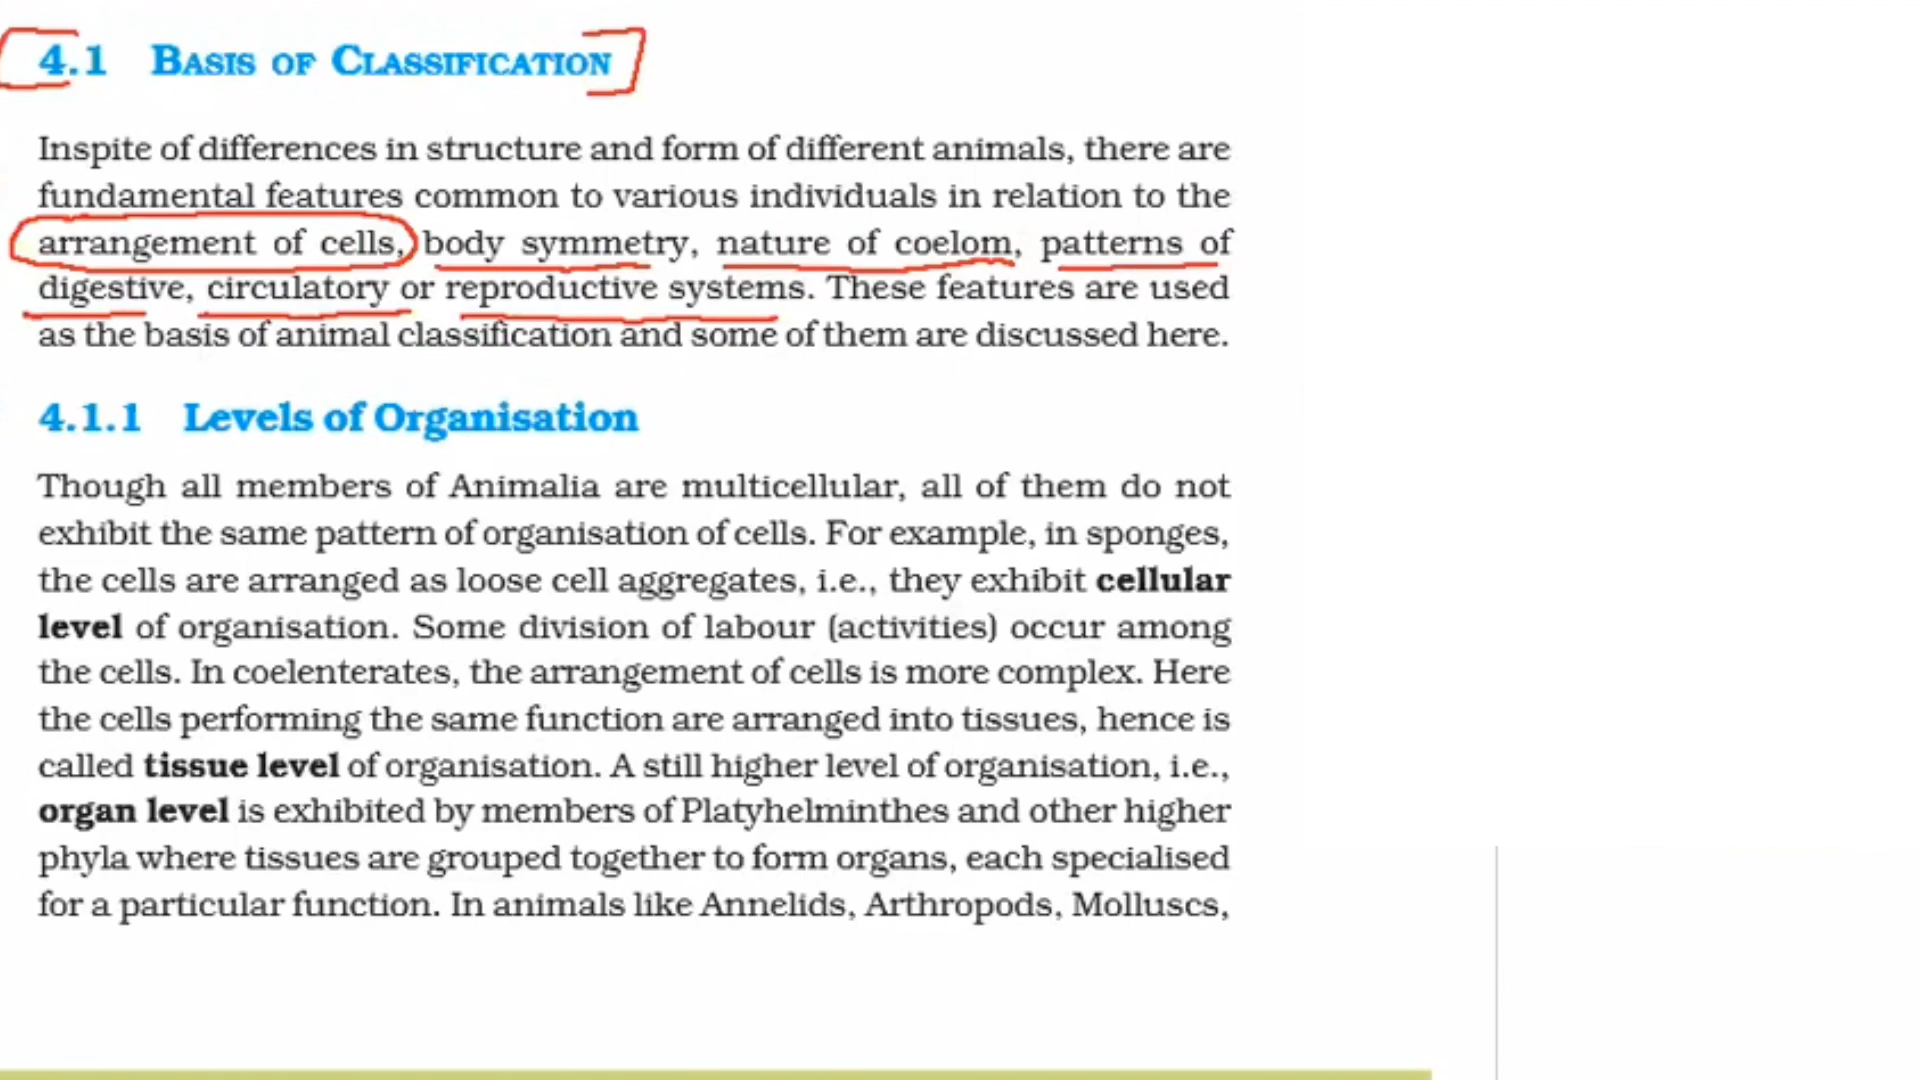 4.1 BASIS OF CLASSIFICATION
Inspite of differences in structure and form of different animals, there are
fundamental features common to various individuals in relation to the
arrangement of cells, body symmetry, nature of coelom, patterns of
digestive, circulatory or reproductive systems. These features are used
as the basis of animal classification and some of them are discussed here.
4.1.1 Levels of Organisation
Though all members of Animalia are multicellular, all of them do not
exhibit the same pattern of organisation of cells. For example, in sponges,
the cells are arranged as loose cell aggregates, i.e., they exhibit cellular
level of organisation. Some division of labour (activities) occur among
the cells. In coelenterates, the arrangement of cells is more complex. Here
the cells performing the same function are arranged into tissues, hence is
called tissue level of organisation. A still higher level of organisation, i.e.,
organ level is exhibited by members of Platyhelminthes and other higher
phyla where tissues are grouped together to form organs, each specialised
for a particular function. In animals like Annelids, Arthropods, Molluscs,